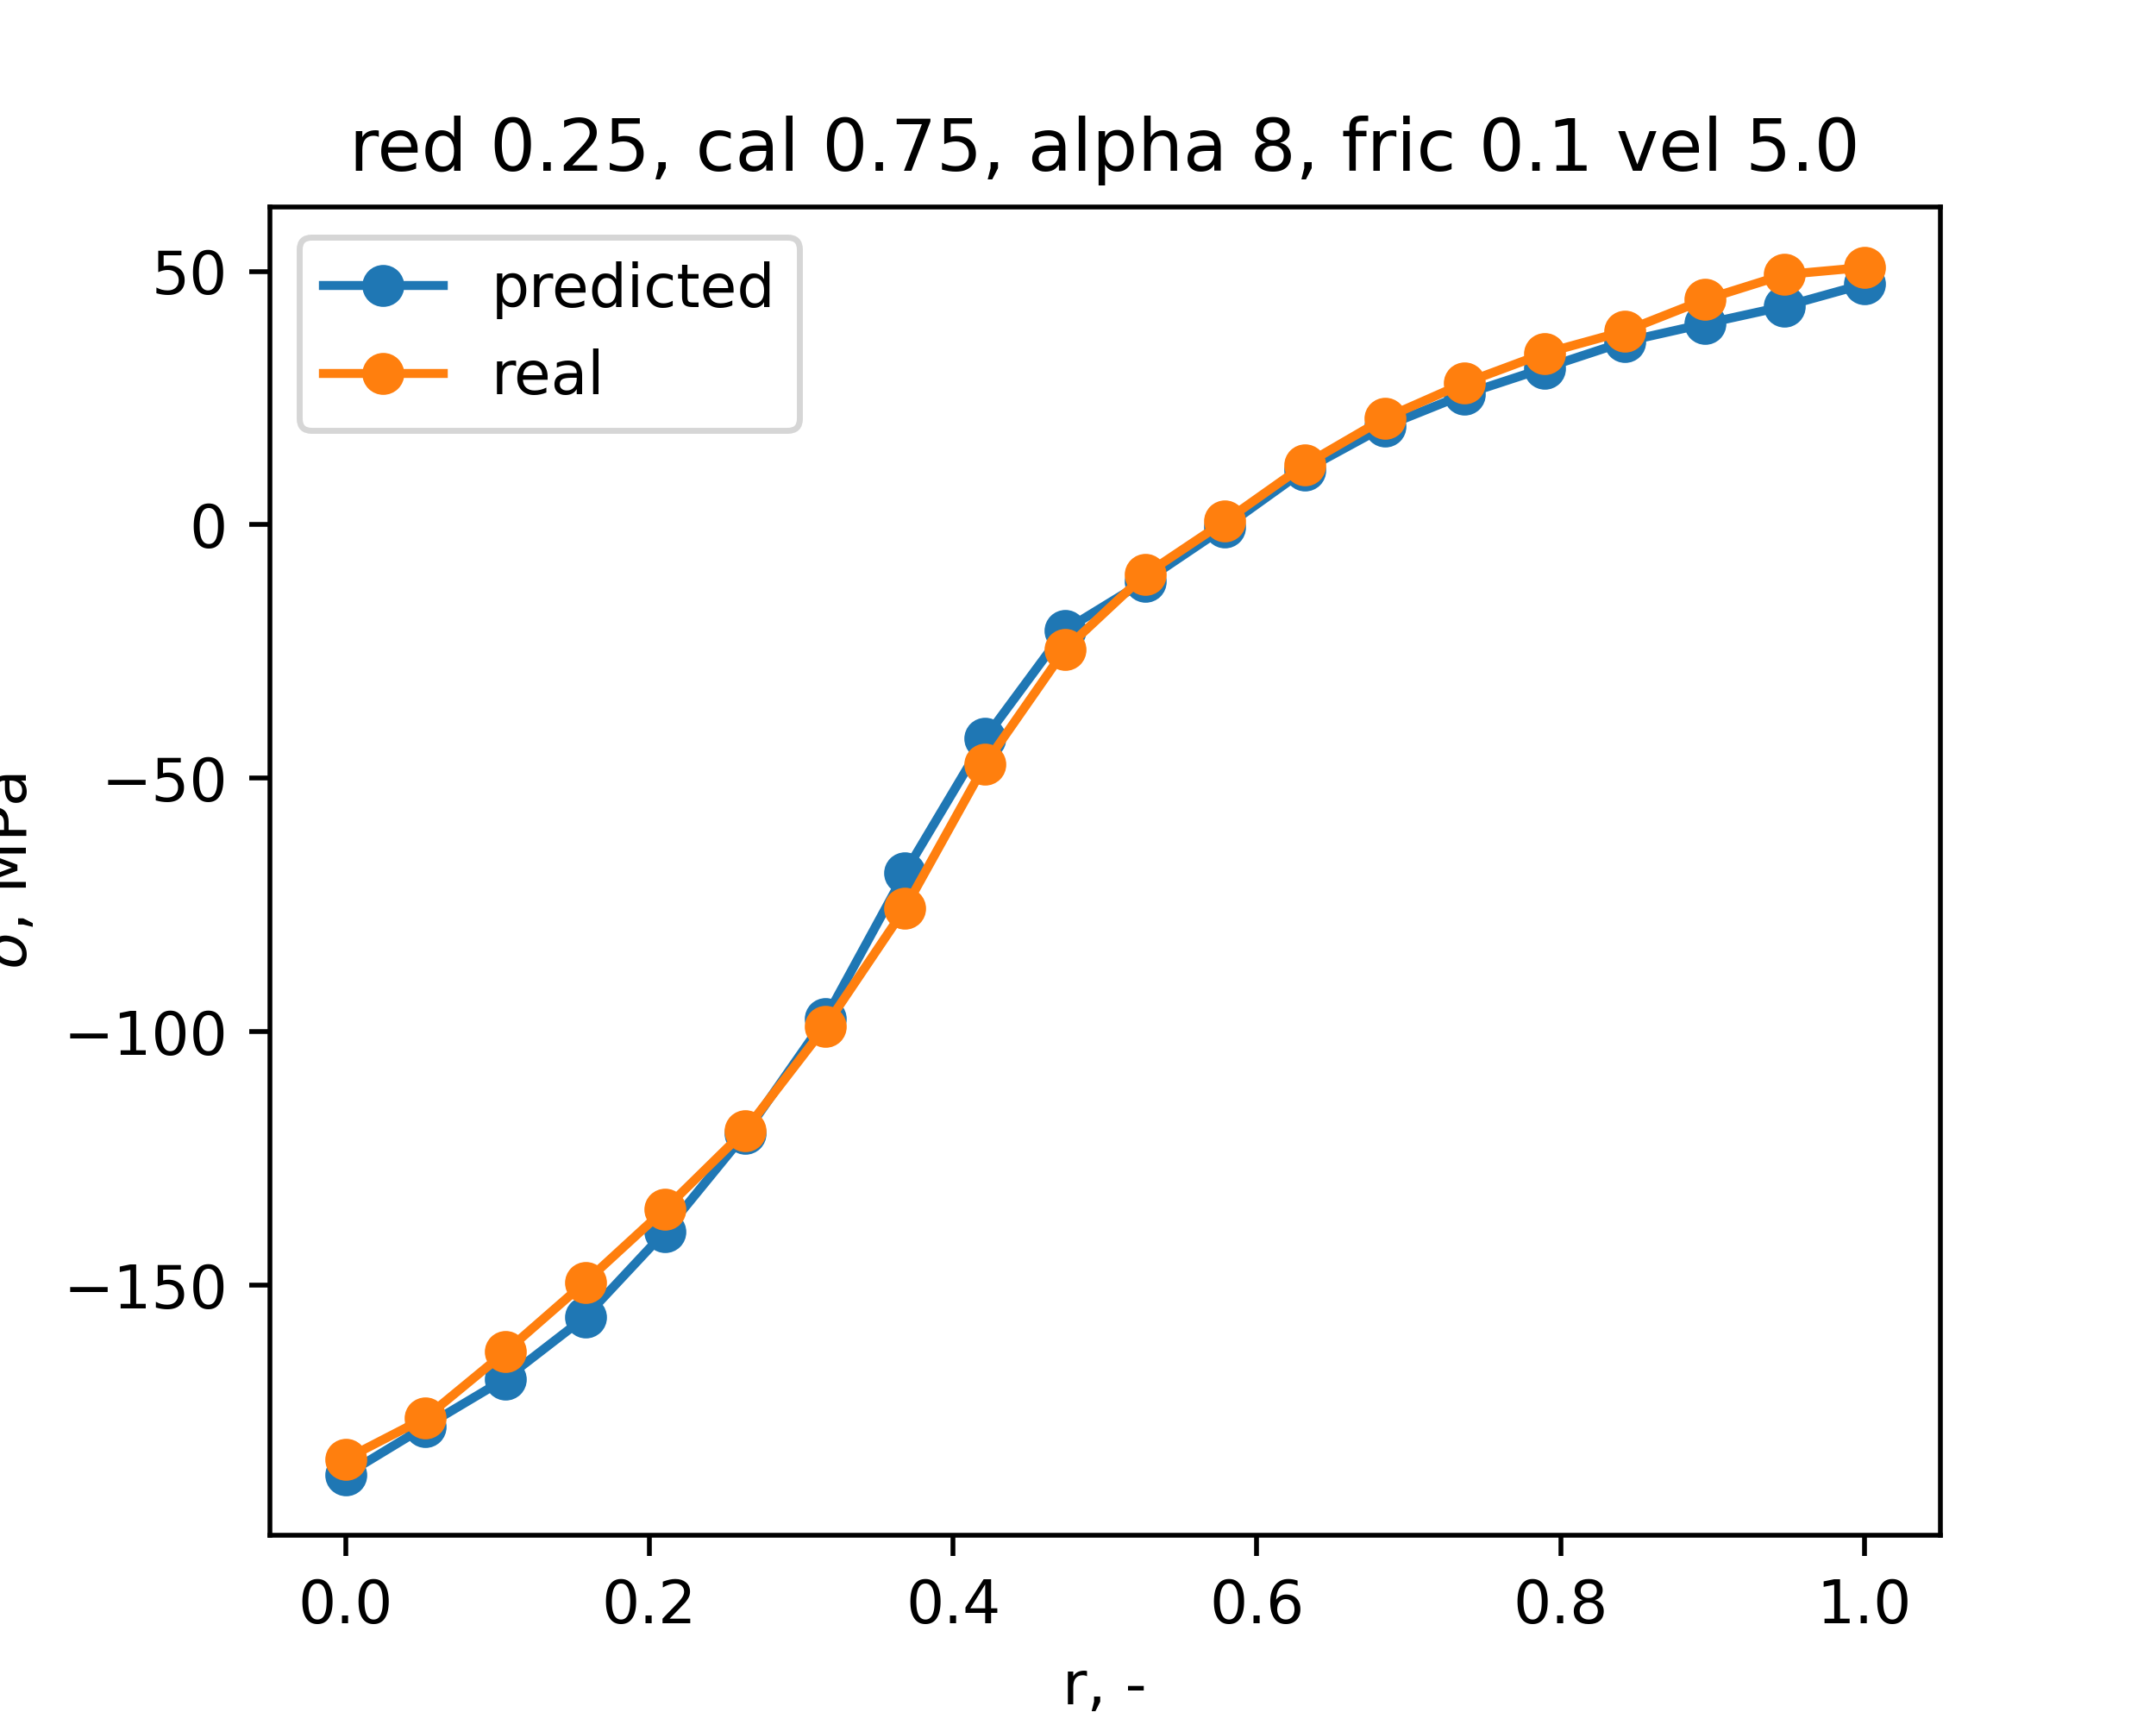 red 0.25, cal 0.75, alpha 8, fric 0.1 vel 5.0
predicted
real
50
0
−50
−100
−150
σ, MPa
0.0 0.2 0.4 0.6 0.8 1.0
r, -